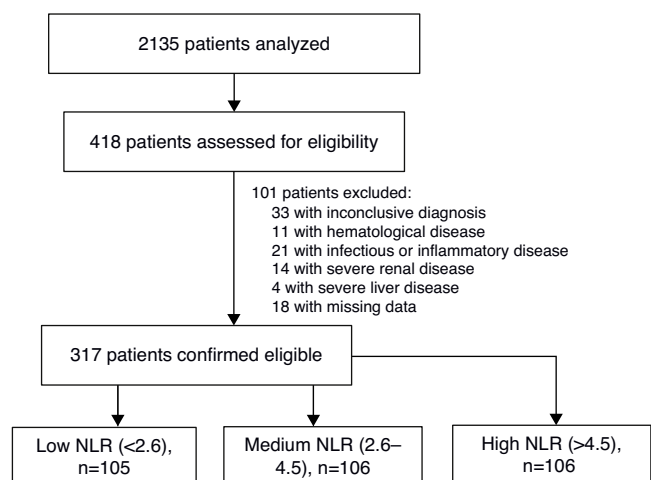 2135 patients analyzed
418 patients assessed for eligibility
101 patients excluded:
33 with inconclusive diagnosis
11 with hematological disease
21 with infectious or inflammatory disease
14 with severe renal disease
4 with severe liver disease
18 with missing data
317 patients confirmed eligible
Low NLR (<2.6),
n=105
Medium NLR (2.6–
4.5), n=106
High NLR (>4.5),
n=106